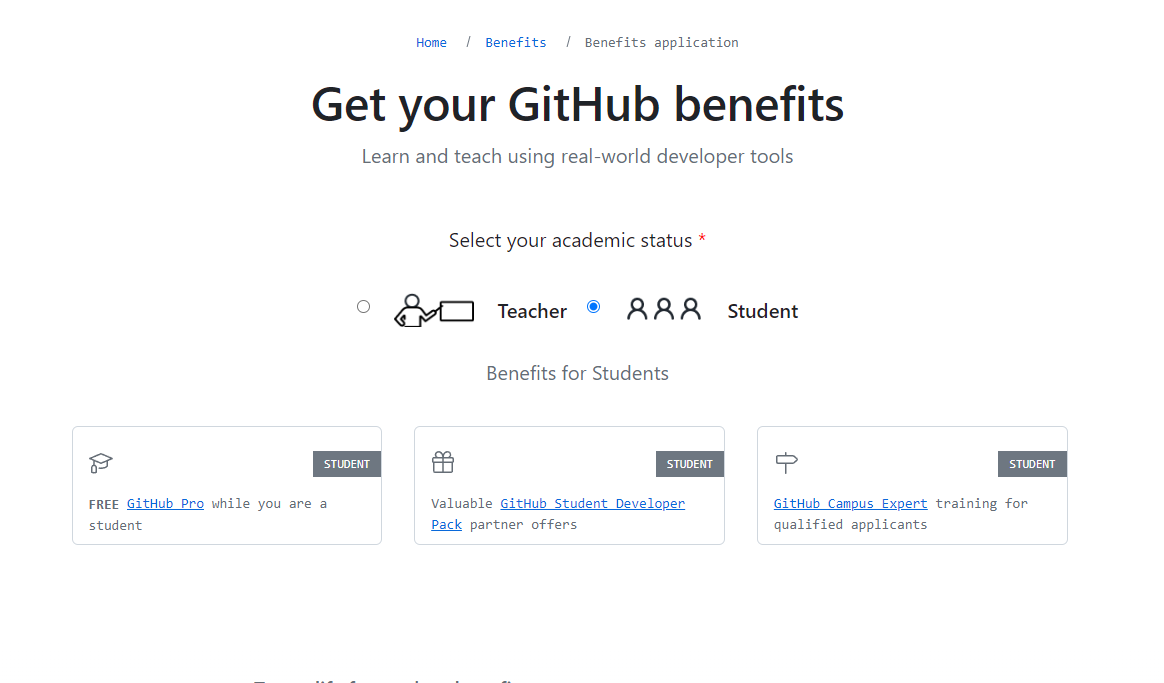 Home / Benefits / Benefits application
Get your GitHub benefits
Learn and teach using real-world developer tools
Select your academic status *
Teacher Student
Benefits for Students
STUDENT
FREE GitHub Pro while you are a
student
STUDENT
Valuable GitHub Student Developer
Pack partner offers
STUDENT
GitHub Campus Expert training for
qualified applicants